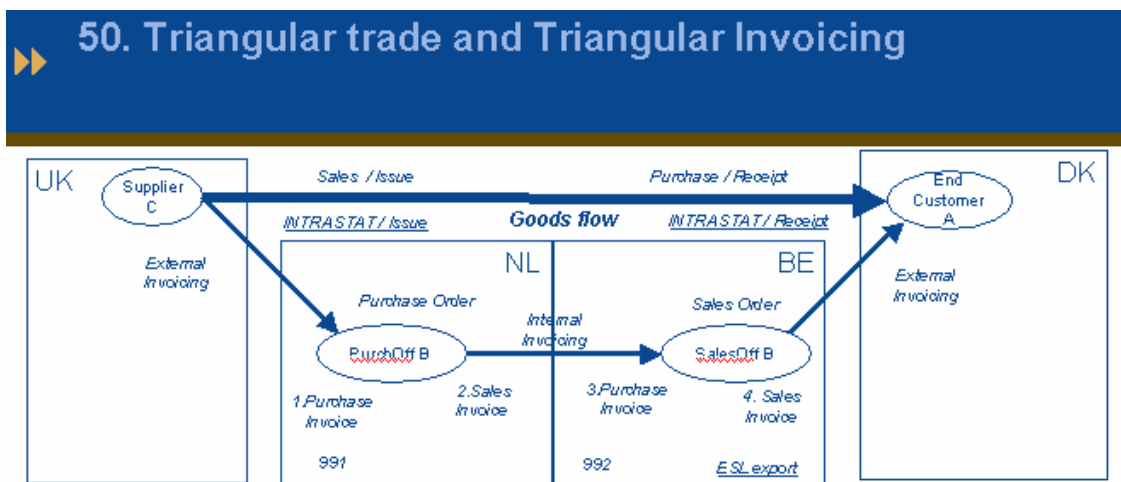 50. Triangular trade and Triangular Invoicing
UK
Supplier
C
Sales / Issue
Purchase / Receipt
End
Customer
A
DK
INTRASTAT / Issue
Goods flow
INTRASTAT / Receipt
External
Invoicing
NL
BE
External
Invoicing
Purchase Order
Internal
Invoicing
Sales Order
PurchOff B
SalesOff B
1.Purchase
Invoice
2.Sales
Invoice
3.Purchase
Invoice
4. Sales
Invoice
991
992
ESL export